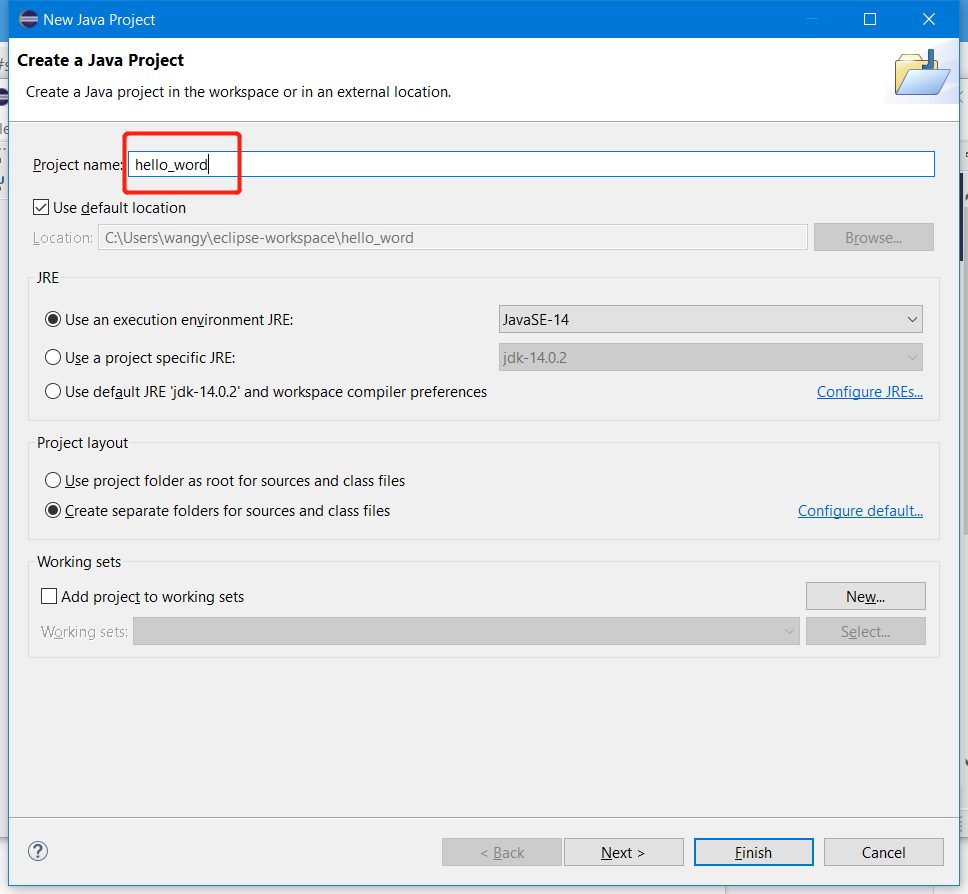 New Java Project
Create a Java Project
Create a Java project in the workspace or in an external location.
Project name: hello_word
Use default location
Location: C:\Users\wangy\eclipse-workspace\hello_word Browse...
JRE
Use an execution environment JRE: JavaSE-14
Use a project specific JRE: jdk-14.0.2
Use default JRE 'jdk-14.0.2' and workspace compiler preferences Configure JREs...
Project layout
Use project folder as root for sources and class files
Create separate folders for sources and class files Configure default...
Working sets
Add project to working sets New...
Working sets: Select...
? < Back Next > Finish Cancel